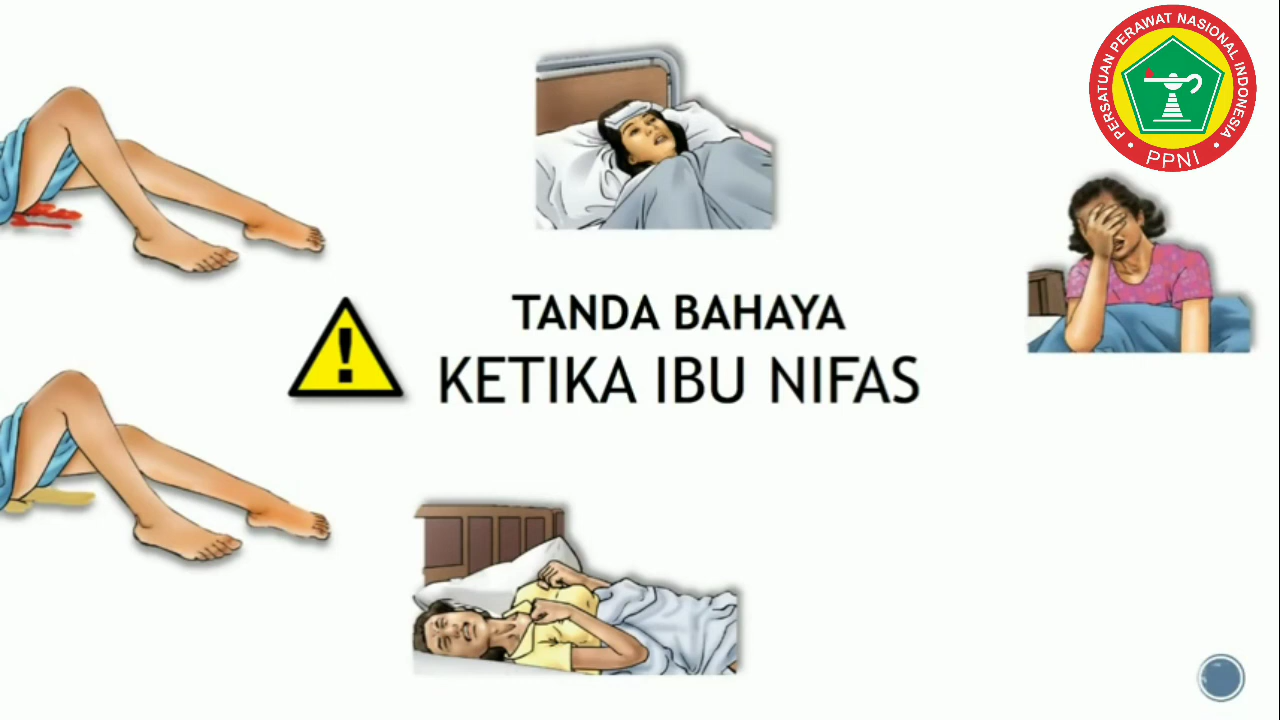 PERSATUAN PERAWAT NASIONAL INDONESIA
PPNI
TANDA BAHAYA
KETIKA IBU NIFAS